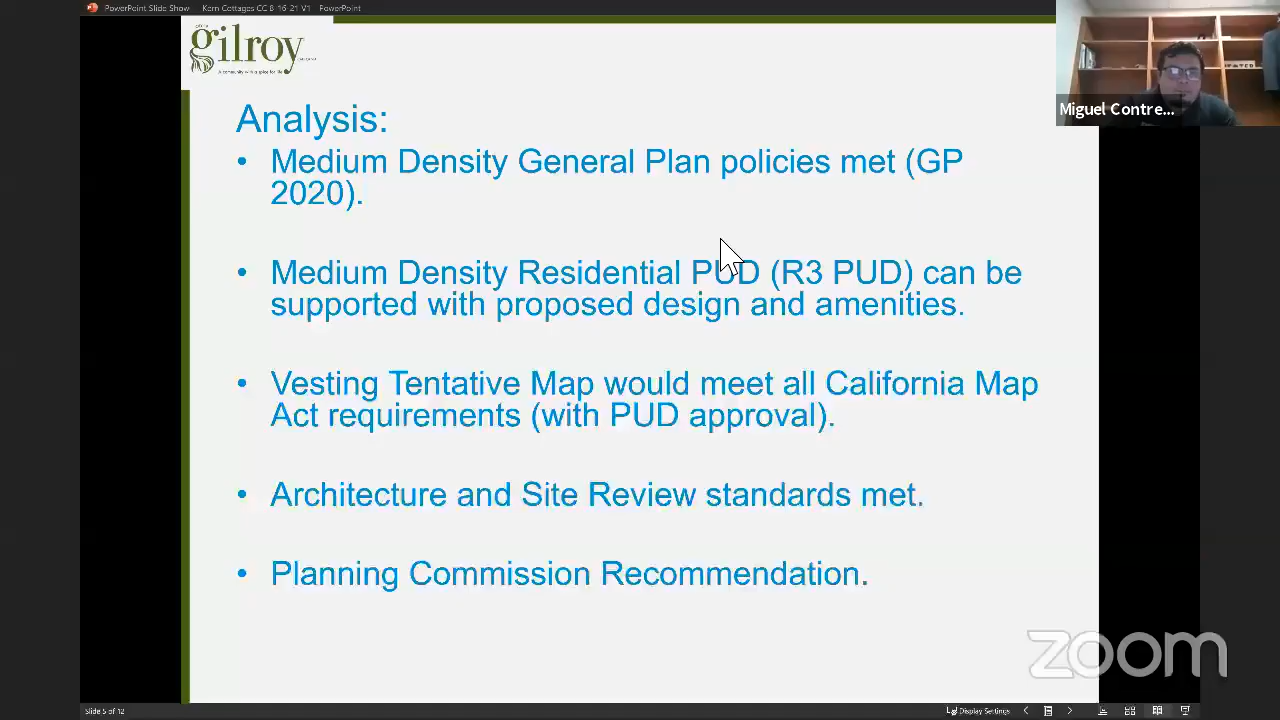 PowerPoint Slide Show - Kern Cottages CC 8-16-21 V1 - PowerPoint
gilroy
Miguel Contre...
Analysis:
• Medium Density General Plan policies met (GP
2020).
• Medium Density Residential PUD (R3 PUD) can be
supported with proposed design and amenities.
• Vesting Tentative Map would meet all California Map
Act requirements (with PUD approval).
• Architecture and Site Review standards met.
• Planning Commission Recommendation.
zoom
Slide 5 of 12
Display Settings